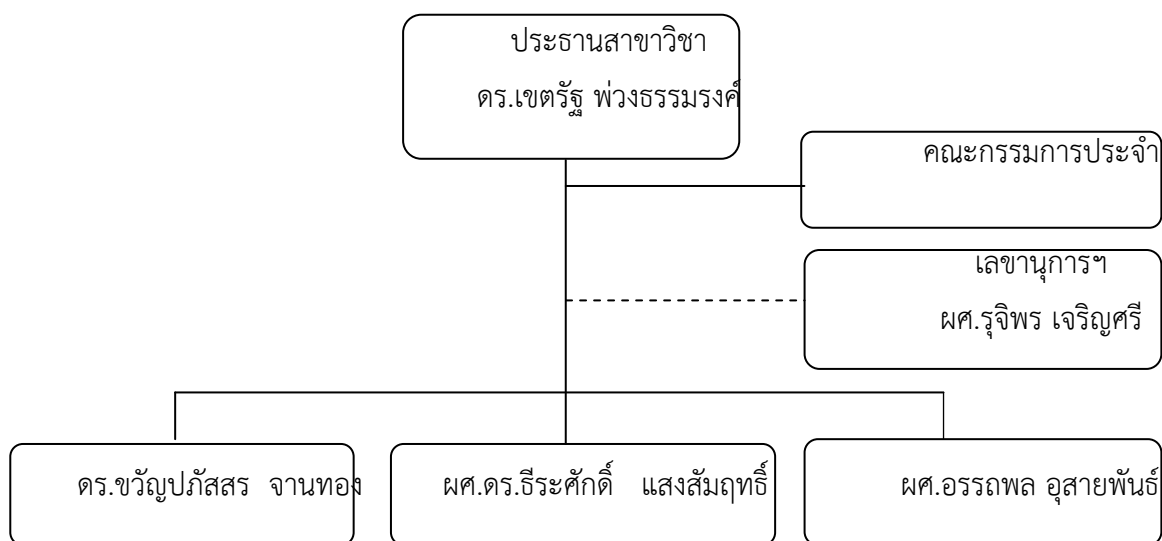 ประธานสาขาวิชา
ดร.เขตรัฐ พ่วงธรรมรงค์
คณะกรรมการประจำ
เลขานุการฯ
ผศ.รุจิพร เจริญศรี
ดร.ขวัญปภัสสร จานทอง
ผศ.ดร.ธีระศักดิ์ แสงสัมฤทธิ์
ผศ.อรรถพล อุสายพันธ์